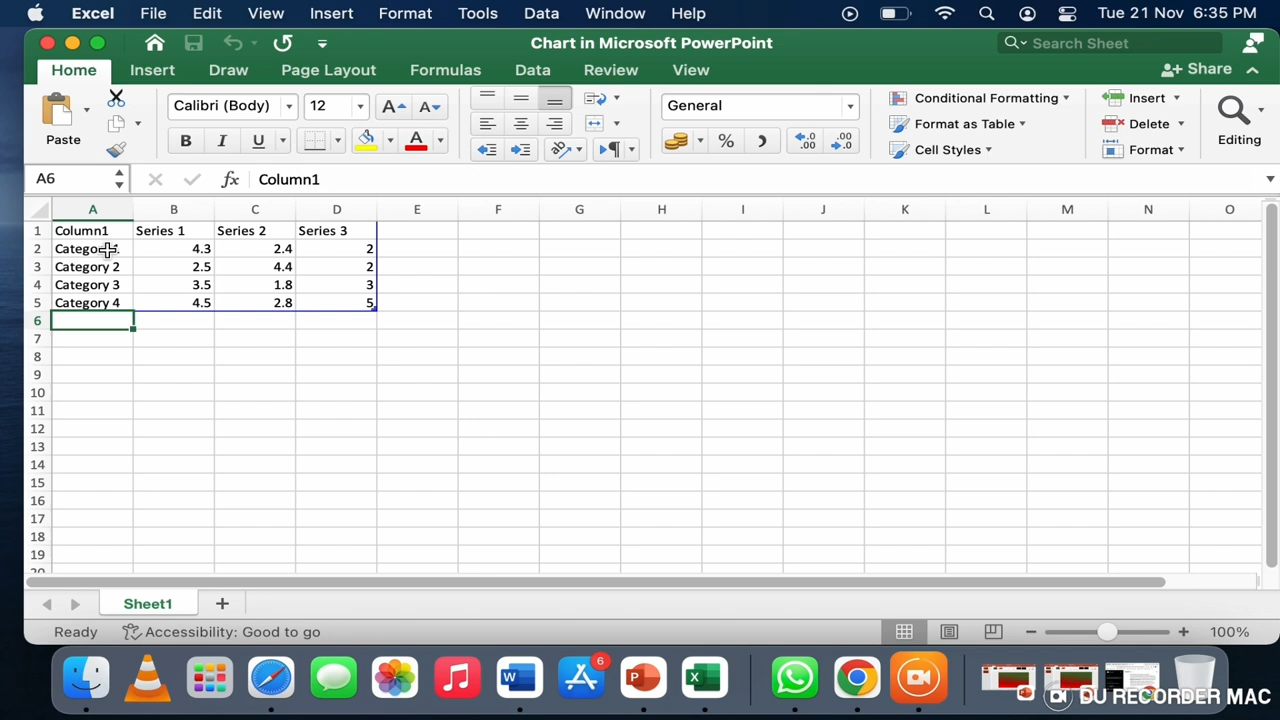 Excel File Edit View Insert Format Tools Data Window Help Tue 21 Nov 6:35 PM
Chart in Microsoft PowerPoint Search Sheet
Home Insert Draw Page Layout Formulas Data Review View Share
Paste Calibri (Body) 12 A A General Conditional Formatting Insert Editing
B I U A % Format as Table Delete
Cell Styles Format
A6 fx Column1
A B C D E F G H I J K L M N O
1 Column1 Series 1 Series 2 Series 3
2 4.3 2.4 2
3 Category 2 2.5 4.4 2
4 Category 3 3.5 1.8 3
5 Category 4 4.5 2.8 5
6
7
8
9
10
11
12
13
14
15
16
17
18
19
20
Sheet1
Ready Accessibility: Good to go 100%
6
W P X
DU RECORDER MAC